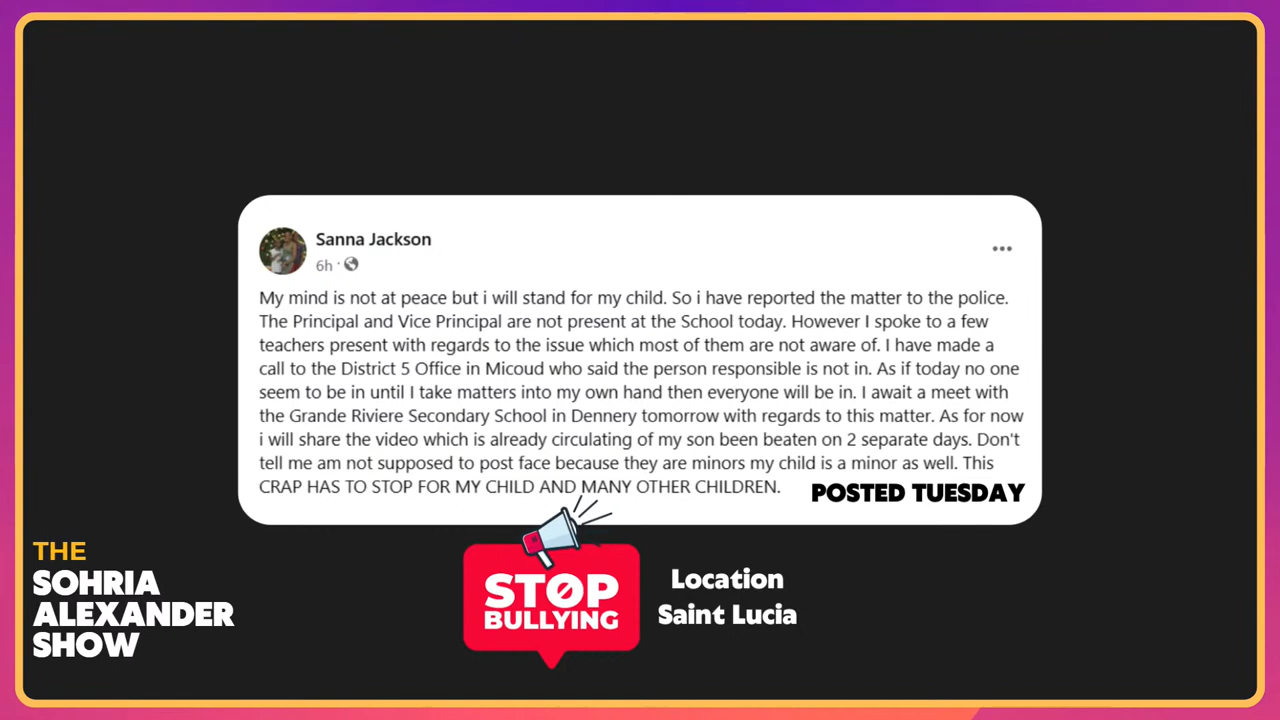 Sanna Jackson
6h ·
My mind is not at peace but i will stand for my child. So i have reported the matter to the police.
The Principal and Vice Principal are not present at the School today. However I spoke to a few
teachers present with regards to the issue which most of them are not aware of. I have made a
call to the District 5 Office in Micoud who said the person responsible is not in. As if today no one
seem to be in until I take matters into my own hand then everyone will be in. I await a meet with
the Grande Riviere Secondary School in Dennery tomorrow with regards to this matter. As for now
i will share the video which is already circulating of my son been beaten on 2 separate days. Don't
tell me am not supposed to post face because they are minors my child is a minor as well. This
CRAP HAS TO STOP FOR MY CHILD AND MANY OTHER CHILDREN.
POSTED TUESDAY
THE
SOHRIA
ALEXANDER
SHOW
STOP
BULLYING
Location
Saint Lucia